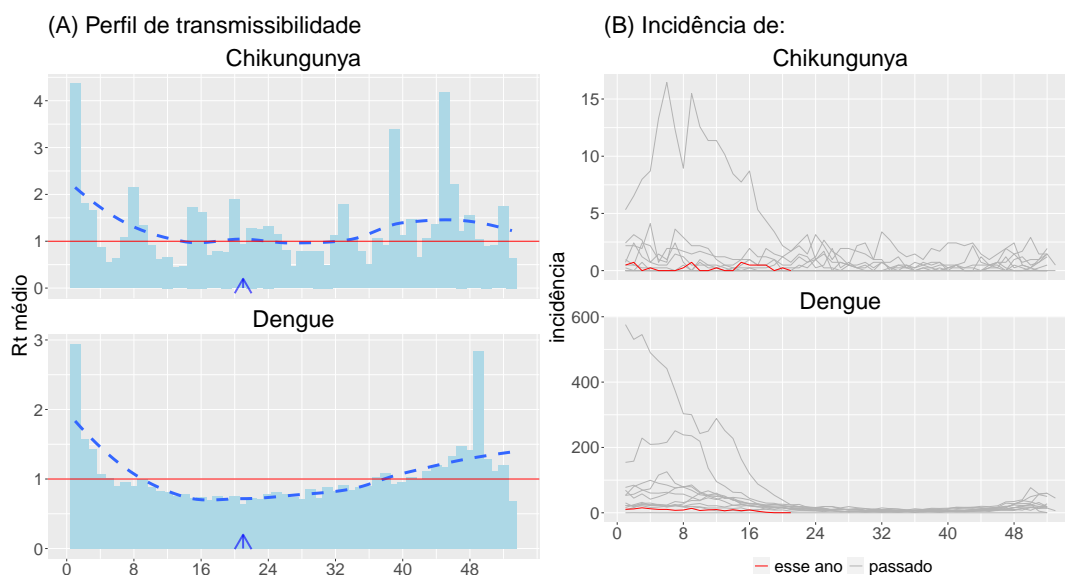 (A) Perfil de transmissibilidade
Chikungunya
4
3
2
1
0
Dengue
3
2
1
0
0 8 16 24 32 40 48
Rt médio
(B) Incidência de:
Chikungunya
15
10
5
0
Dengue
600
400
200
0
0 8 16 24 32 40 48
incidência
esse ano passado